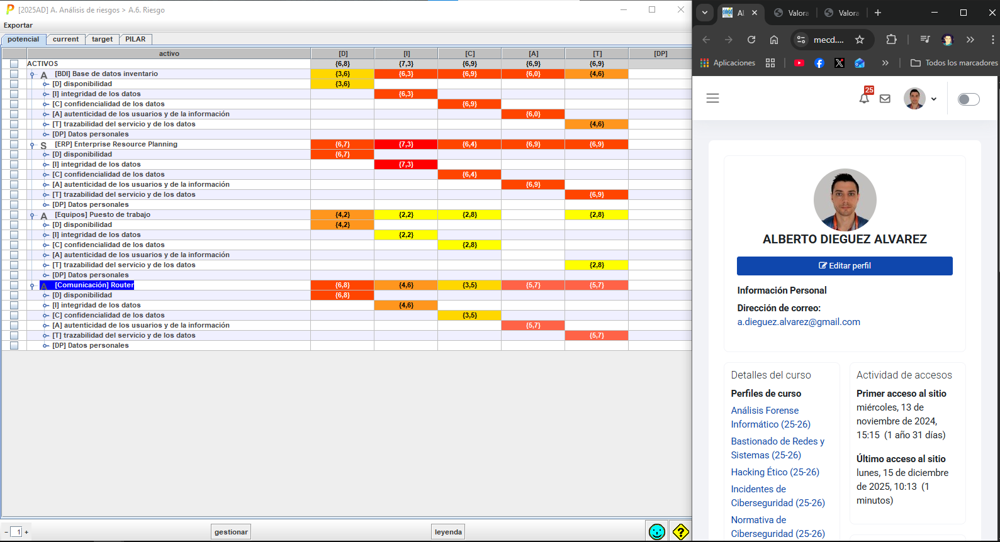 [2025AD] A. Análisis de riesgos > A.6. Riesgo
Exportar
potencial current target PILAR
activo [D] [I] [C] [A] [T] [DP]
ACTIVOS {6,8} {7,3} {6,9} {6,9} {6,9}
A [BDI] Base de datos inventario {3,6} {6,3} {6,9} {6,0} {4,6}
[D] disponibilidad {3,6}
[I] integridad de los datos {6,3}
[C] confidencialidad de los datos {6,9}
[A] autenticidad de los usuarios y de la información {6,0}
[T] trazabilidad del servicio y de los datos {4,6}
[DP] Datos personales
S [ERP] Enterprise Resource Planning {6,7} {7,3} {6,4} {6,9} {6,9}
[D] disponibilidad {6,7}
[I] integridad de los datos {7,3}
[C] confidencialidad de los datos {6,4}
[A] autenticidad de los usuarios y de la información {6,9}
[T] trazabilidad del servicio y de los datos {6,9}
[DP] Datos personales
A [Equipos] Puesto de trabajo {4,2} {2,2} {2,8} {2,8}
[D] disponibilidad {4,2}
[I] integridad de los datos {2,2}
[C] confidencialidad de los datos {2,8}
[A] autenticidad de los usuarios y de la información
[T] trazabilidad del servicio y de los datos {2,8}
[DP] Datos personales
A [Comunicación] Router {6,8} {4,6} {3,5} {5,7} {5,7}
[D] disponibilidad {6,8}
[I] integridad de los datos {4,6}
[C] confidencialidad de los datos {3,5}
[A] autenticidad de los usuarios y de la información {5,7}
[T] trazabilidad del servicio y de los datos {5,7}
[DP] Datos personales
- 1 +
gestionar
leyenda
Al
Valora
Valora
mecd....
Aplicaciones
Todos los marcadores
25
ALBERTO DIEGUEZ ALVAREZ
Editar perfil
Información Personal
Dirección de correo:
a.dieguez.alvarez@gmail.com
Detalles del curso
Perfiles de curso
Análisis Forense
Informático (25-26)
Bastionado de Redes y
Sistemas (25-26)
Hacking Ético (25-26)
Incidentes de
Ciberseguridad (25-26)
Normativa de
Ciberseguridad (25-26)
Actividad de accesos
Primer acceso al sitio
miércoles, 13 de
noviembre de 2024,
15:15 (1 año 31 días)
Último acceso al sitio
lunes, 15 de diciembre
de 2025, 10:13 (1
minutos)